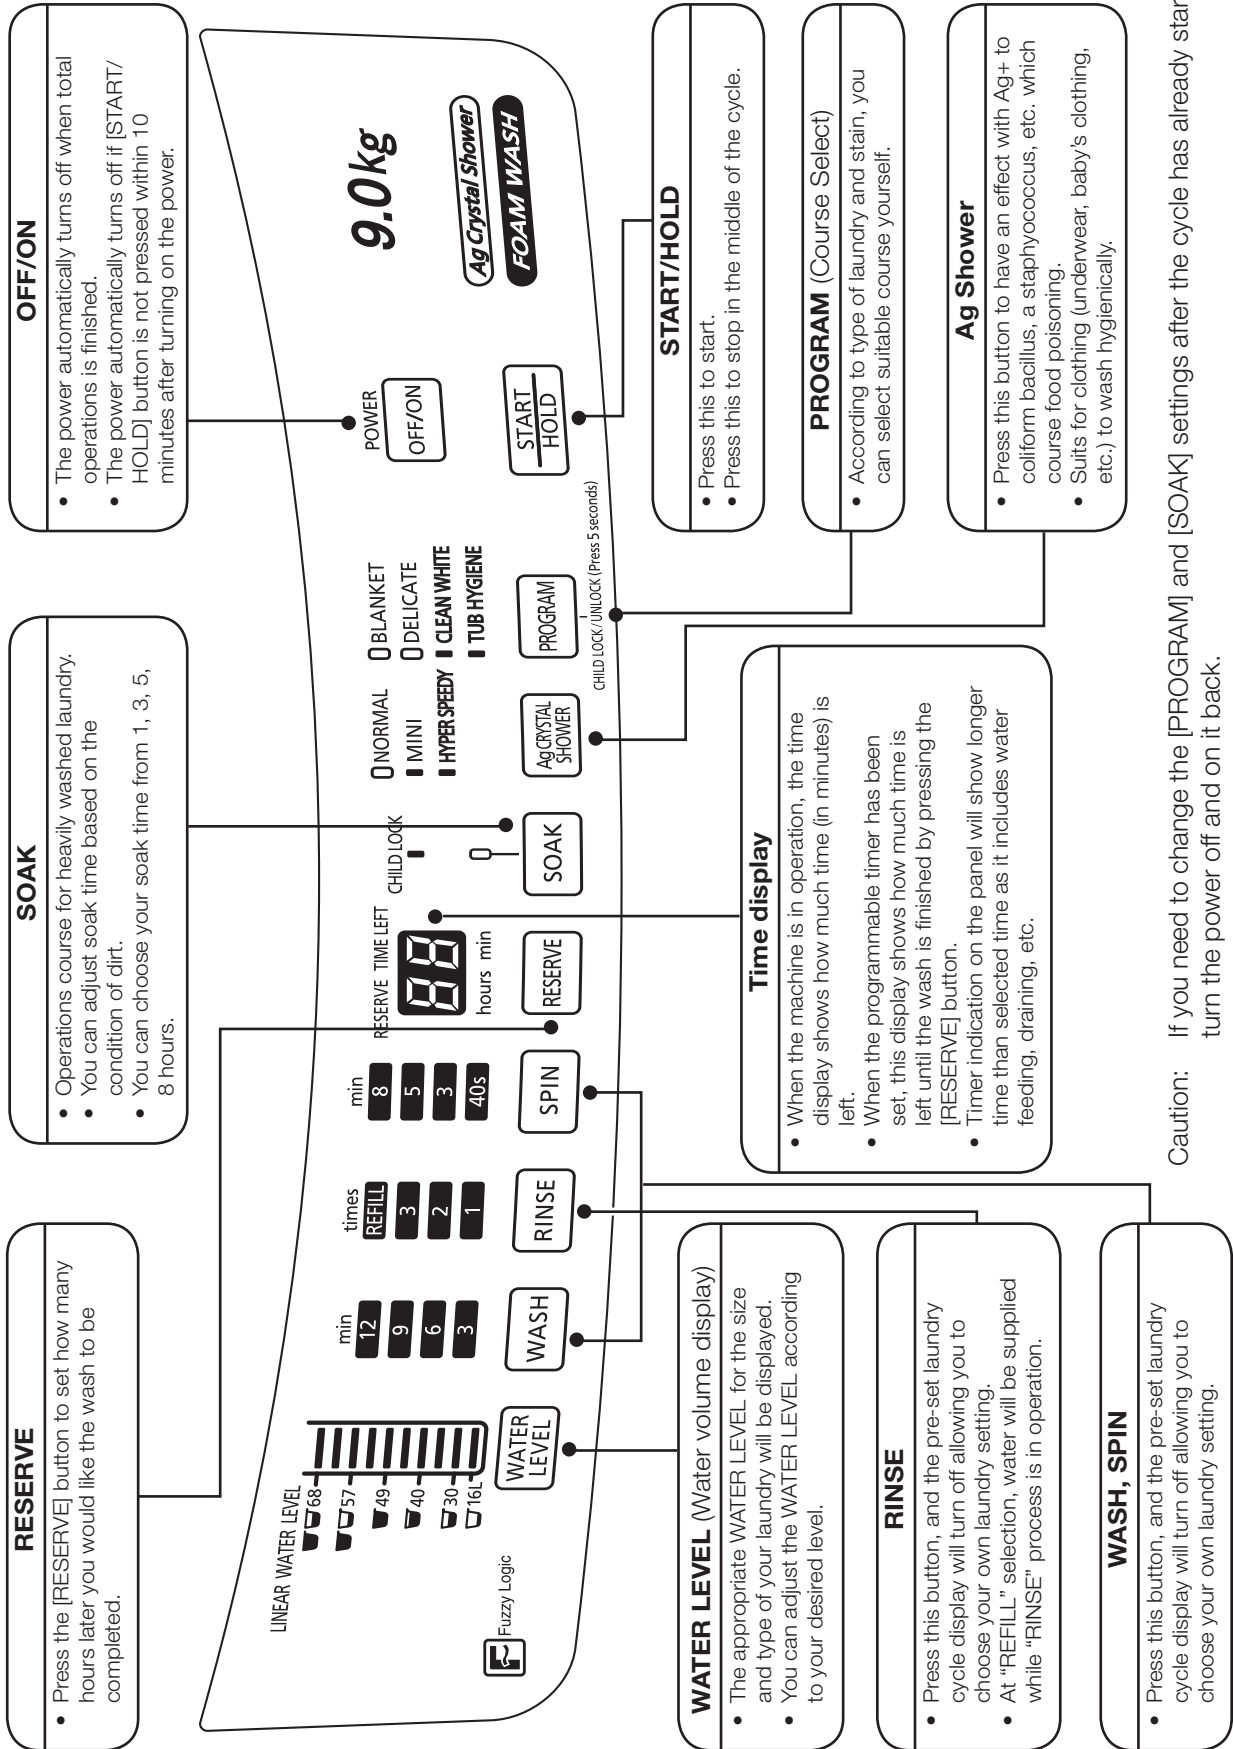 RESERVE
• Press the [RESERVE] button to set how many
hours later you would like the wash to be
completed.
SOAK
• Operations course for heavily washed laundry.
• You can adjust soak time based on the
condition of dirt.
• You can choose your soak time from 1, 3, 5,
8 hours.
OFF/ON
• The power automatically turns off when total
operations is finished.
• The power automatically turns off if [START/
HOLD] button is not pressed within 10
minutes after turning on the power.
LINEAR WATER LEVEL
68
57
49
40
30
16L
Fuzzy Logic
WATER
LEVEL
min
12
9
6
3
WASH
times
REFILL
3
2
1
RINSE
min
8
5
3
40s
SPIN
RESERVE TIME LEFT
88
hours min
RESERVE
CHILD LOCK
SOAK
NORMAL
MINI
HYPER SPEEDY
BLANKET
DELICATE
CLEAN WHITE
TUB HYGIENE
Ag CRYSTAL
SHOWER
PROGRAM
CHILD LOCK / UNLOCK (Press 5 seconds)
POWER
OFF/ON
START
HOLD
9.0kg
Ag Crystal Shower
FOAM WASH
WATER LEVEL (Water volume display)
• The appropriate WATER LEVEL for the size
and type of your laundry will be displayed.
• You can adjust the WATER LEVEL according
to your desired level.
RINSE
• Press this button, and the pre-set laundry
cycle display will turn off allowing you to
choose your own laundry setting.
• At “REFILL” selection, water will be supplied
while “RINSE” process is in operation.
WASH, SPIN
• Press this button, and the pre-set laundry
cycle display will turn off allowing you to
choose your own laundry setting.
Time display
• When the machine is in operation, the time
display shows how much time (in minutes) is
left.
• When the programmable timer has been
set, this display shows how much time is
left until the wash is finished by pressing the
[RESERVE] button.
• Timer indication on the panel will show longer
time than selected time as it includes water
feeding, draining, etc.
START/HOLD
• Press this to start.
• Press this to stop in the middle of the cycle.
PROGRAM (Course Select)
• According to type of laundry and stain, you
can select suitable course yourself.
Ag Shower
• Press this button to have an effect with Ag+ to
coliform bacillus, a staphyococcus, etc. which
course food poisoning.
• Suits for clothing (underwear, baby’s clothing,
etc.) to wash hygienically.
Caution: If you need to change the [PROGRAM] and [SOAK] settings after the cycle has already star
turn the power off and on it back.